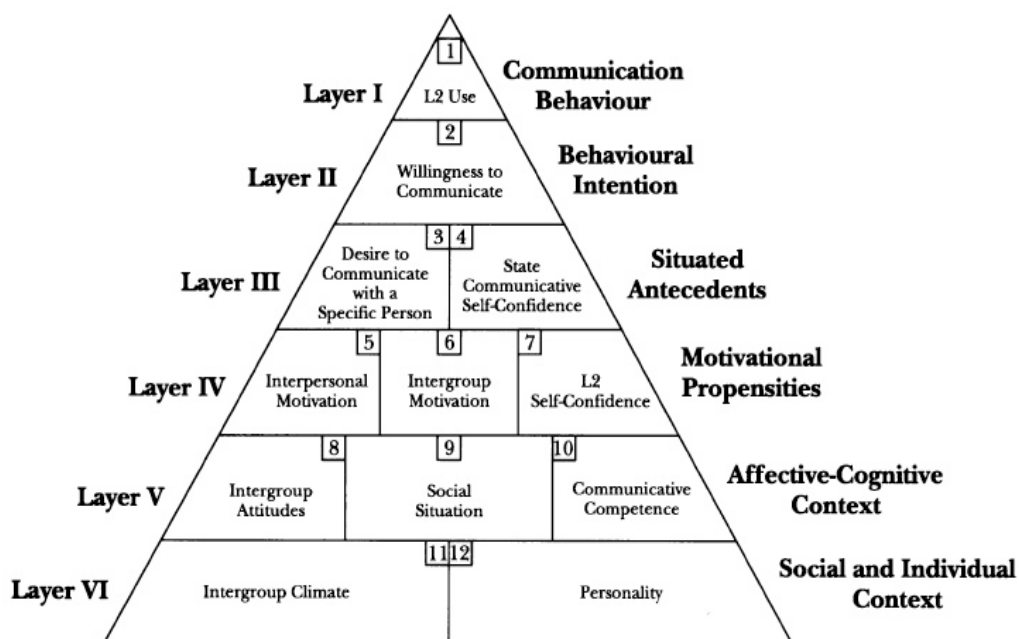 1
Layer I
L2 Use
Communication
Behaviour
2
Layer II
Willingness to
Communicate
Behavioural
Intention
3 4
Layer III
Desire to
Communicate
with a
Specific Person
State
Communicative
Self-Confidence
Situated
Antecedents
5 6 7
Layer IV
Interpersonal
Motivation
Intergroup
Motivation
L2
Self-Confidence
Motivational
Propensities
8 9 10
Layer V
Intergroup
Attitudes
Social
Situation
Communicative
Competence
Affective-Cognitive
Context
11 12
Layer VI
Intergroup Climate
Personality
Social and Individual
Context